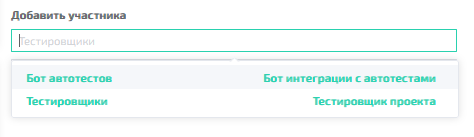 Добавить участника
Тестировщики
Бот автотестов Бот интеграции с автотестами
Тестировщики Тестировщик проекта